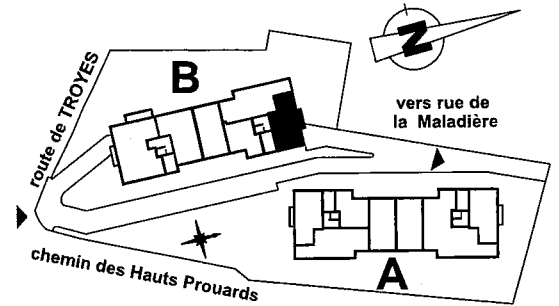 N
B
route de TROYES
vers rue de
la Maladière
chemin des Hauts Prouards
A